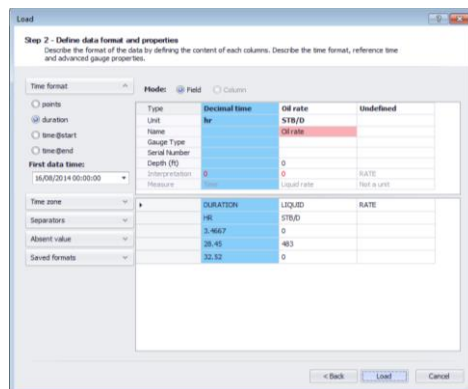 Load
Step 2 - Define data format and properties
Describe the format of the data by defining the content of each columns. Describe the time format, reference time
and advanced gauge properties.
Time format
points
duration
time@start
time@end
First data time:
16/08/2014 00:00:00
Time zone
Separators
Absent value
Saved formats
Mode: Field Column
Type Decimal time Oil rate Undefined
Unit hr STB/D
Name Oil rate
Gauge Type
Serial Number
Depth (ft) 0
Interpretation 0 0 RATE
Measure Time Liquid rate Not a unit
DURATION LIQUID RATE
HR STB/D
3.4667 0
28.45 483
32.52 0
< Back Load Cancel